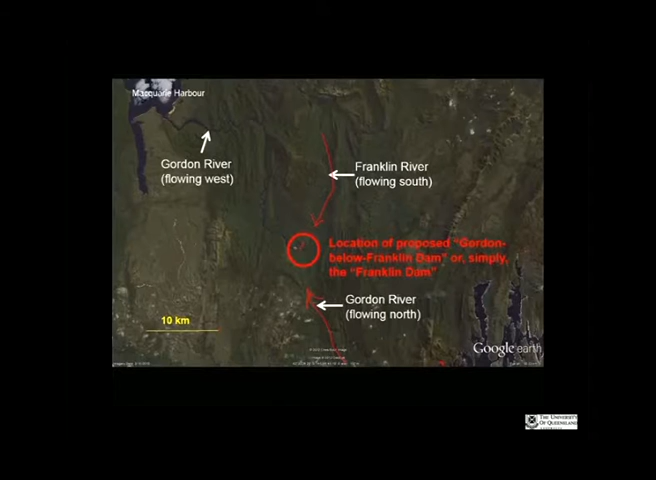 Macquarie Harbour
Gordon River
(flowing west)
Franklin River
(flowing south)
Location of proposed “Gordon-
below-Franklin Dam” or, simply,
the “Franklin Dam”
Gordon River
(flowing north)
10 km
Google earth
THE UNIVERSITY
OF QUEENSLAND